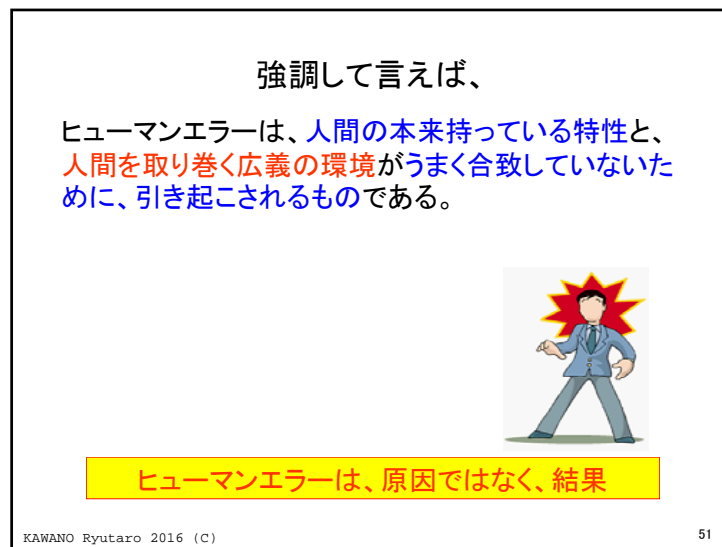 強調して言えば、
ヒューマンエラーは、人間の本来持っている特性と、
人間を取り巻く広義の環境がうまく合致していないた
めに、引き起こされるものである。
ヒューマンエラーは、原因ではなく、結果
KAWANO Ryutaro 2016 (C)
51